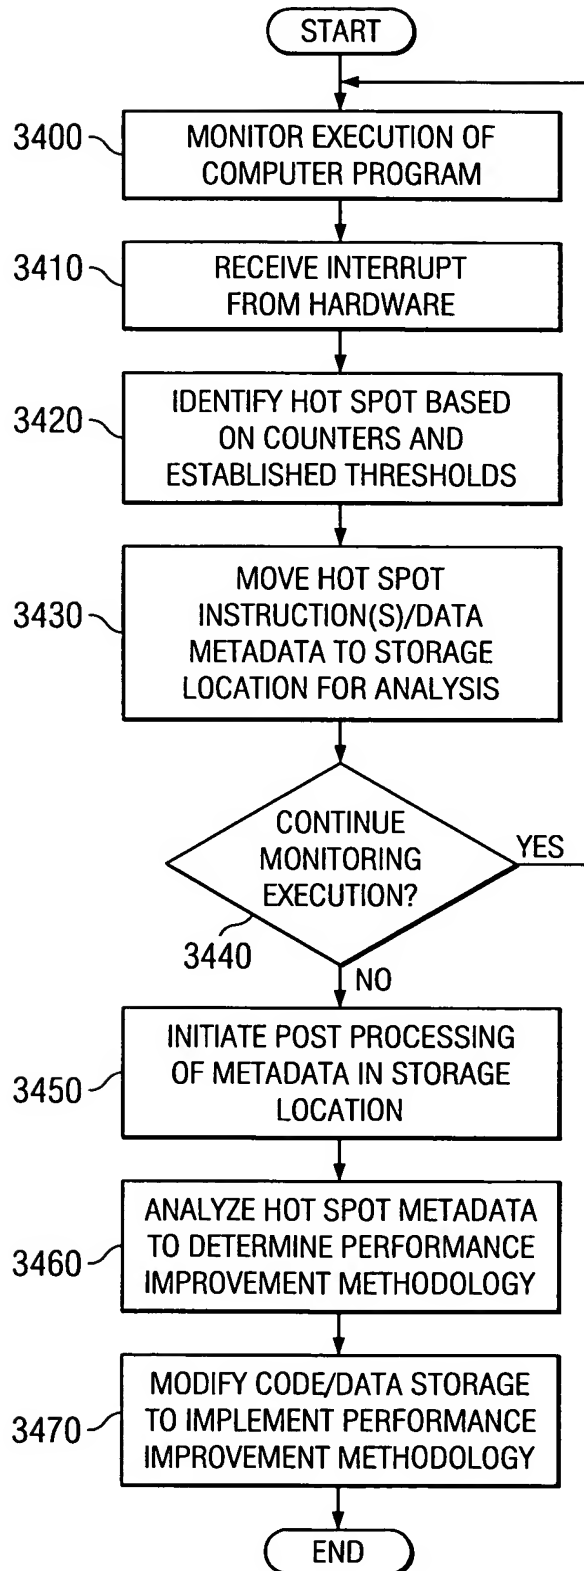 START
3400
MONITOR EXECUTION OF
COMPUTER PROGRAM
3410
RECEIVE INTERRUPT
FROM HARDWARE
3420
IDENTIFY HOT SPOT BASED
ON COUNTERS AND
ESTABLISHED THRESHOLDS
3430
MOVE HOT SPOT
INSTRUCTION(S)/DATA
METADATA TO STORAGE
LOCATION FOR ANALYSIS
CONTINUE
MONITORING
EXECUTION?
YES
3440
NO
3450
INITIATE POST PROCESSING
OF METADATA IN STORAGE
LOCATION
3460
ANALYZE HOT SPOT METADATA
TO DETERMINE PERFORMANCE
IMPROVEMENT METHODOLOGY
3470
MODIFY CODE/DATA STORAGE
TO IMPLEMENT PERFORMANCE
IMPROVEMENT METHODOLOGY
END